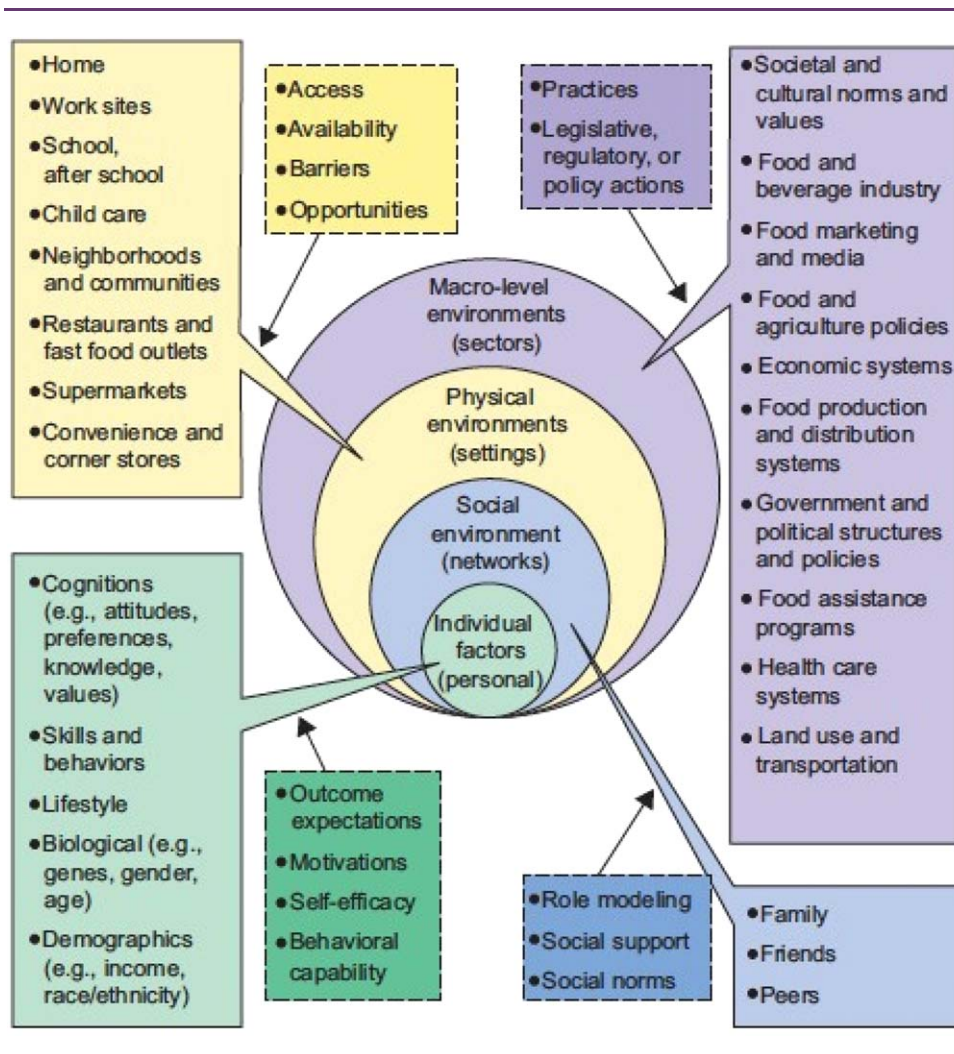 ●Home
●Work sites
●School,
after school
●Child care
●Neighborhoods
and communities
●Restaurants and
fast food outlets
●Supermarkets
●Convenience and
corner stores
●Access
●Availability
●Barriers
●Opportunities
●Practices
●Legislative,
regulatory, or
policy actions
●Societal and
cultural norms and
values
●Food and
beverage industry
●Food marketing
and media
●Food and
agriculture policies
●Economic systems
●Food production
and distribution
systems
●Government and
political structures
and policies
●Food assistance
programs
●Health care
systems
●Land use and
transportation
Macro-level
environments
(sectors)
Physical
environments
(settings)
Social
environment
(networks)
Individual
factors
(personal)
●Cognitions
(e.g., attitudes,
preferences,
knowledge,
values)
●Skills and
behaviors
●Lifestyle
●Biological (e.g.,
genes, gender,
age)
●Demographics
(e.g., income,
race/ethnicity)
●Outcome
expectations
●Motivations
●Self-efficacy
●Behavioral
capability
●Role modeling
●Social support
●Social norms
●Family
●Friends
●Peers